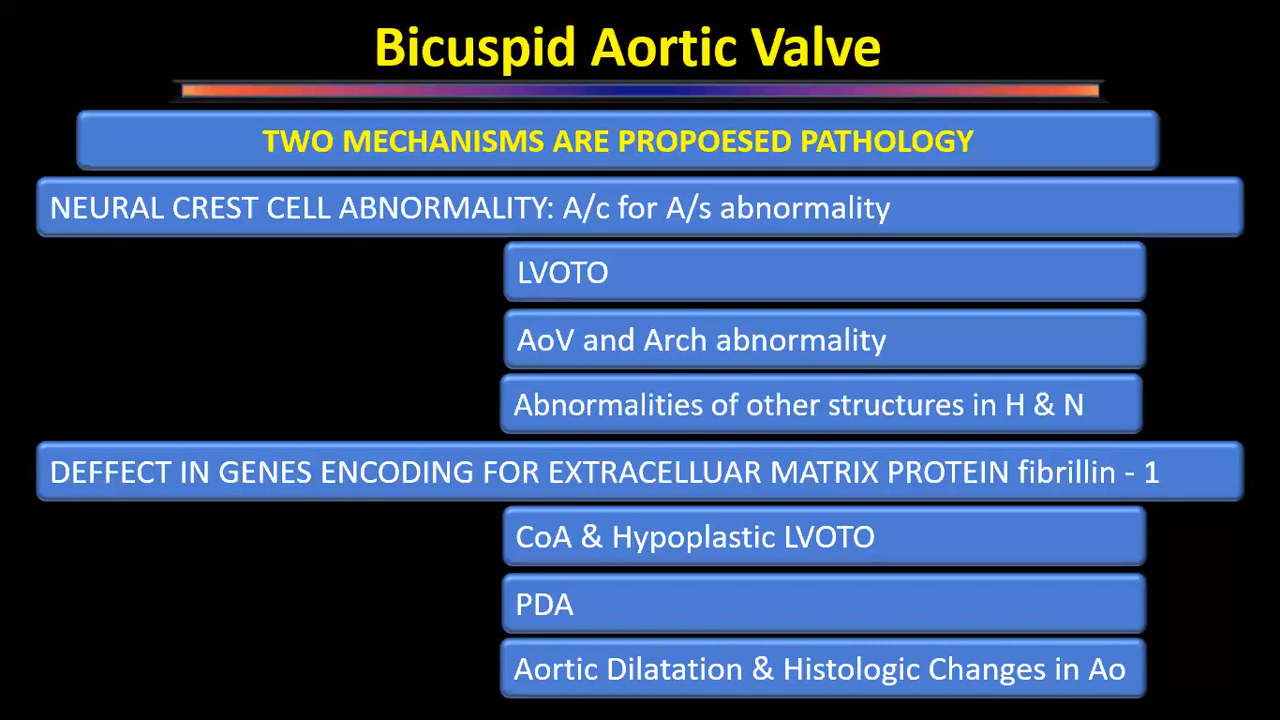 Bicuspid Aortic Valve
TWO MECHANISMS ARE PROPOESED PATHOLOGY
NEURAL CREST CELL ABNORMALITY: A/c for A/s abnormality
LVOTO
AoV and Arch abnormality
Abnormalities of other structures in H & N
DEFFECT IN GENES ENCODING FOR EXTRACELLUAR MATRIX PROTEIN fibrillin - 1
CoA & Hypoplastic LVOTO
PDA
Aortic Dilatation & Histologic Changes in Ao